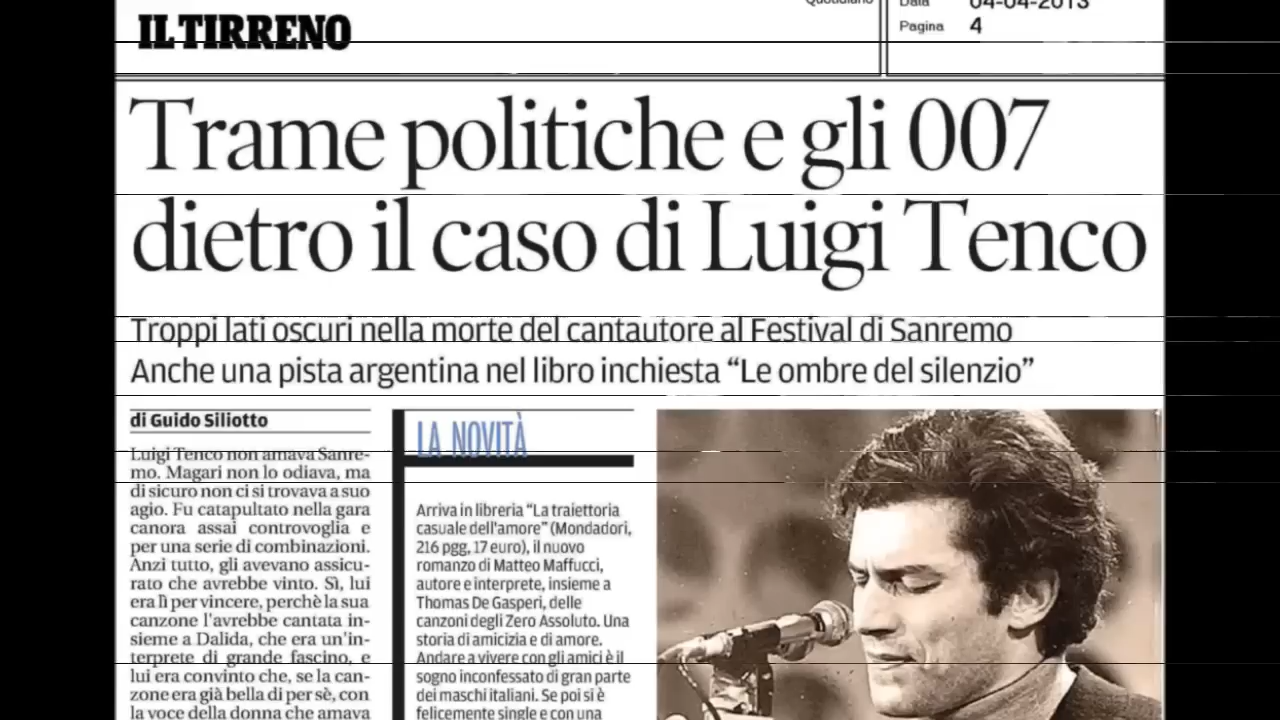 IL TIRRENO
Quotidiano
Data 04-04-2013
Pagina 4
Trame politiche e gli 007
dietro il caso di Luigi Tenco
Troppi lati oscuri nella morte del cantautore al Festival di Sanremo
Anche una pista argentina nel libro inchiesta “Le ombre del silenzio”
di Guido Siliotto
Luigi Tenco non amava Sanre-
mo. Magari non lo odiava, ma
di sicuro non ci si trovava a suo
agio. Fu catapultato nella gara
canora assai controvoglia e
per una serie di combinazioni.
Anzi tutto, gli avevano assicu-
rato che avrebbe vinto. Sì, lui
era lì per vincere, perchè la sua
canzone l'avrebbe cantata in-
sieme a Dalida, che era un'in-
terprete di grande fascino, e
lui era convinto che, se la can-
zone era già bella di per sè, con
la voce della donna che amava
LA NOVITÀ
Arriva in libreria “La traiettoria
casuale dell'amore” (Mondadori,
216 pgg, 17 euro), il nuovo
romanzo di Matteo Maffucci,
autore e interprete, insieme a
Thomas De Gasperi, delle
canzoni degli Zero Assoluto. Una
storia di amicizia e di amore.
Andare a vivere con gli amici è il
sogno inconfessato di gran parte
dei maschi italiani. Se poi si è
felicemente single e con una